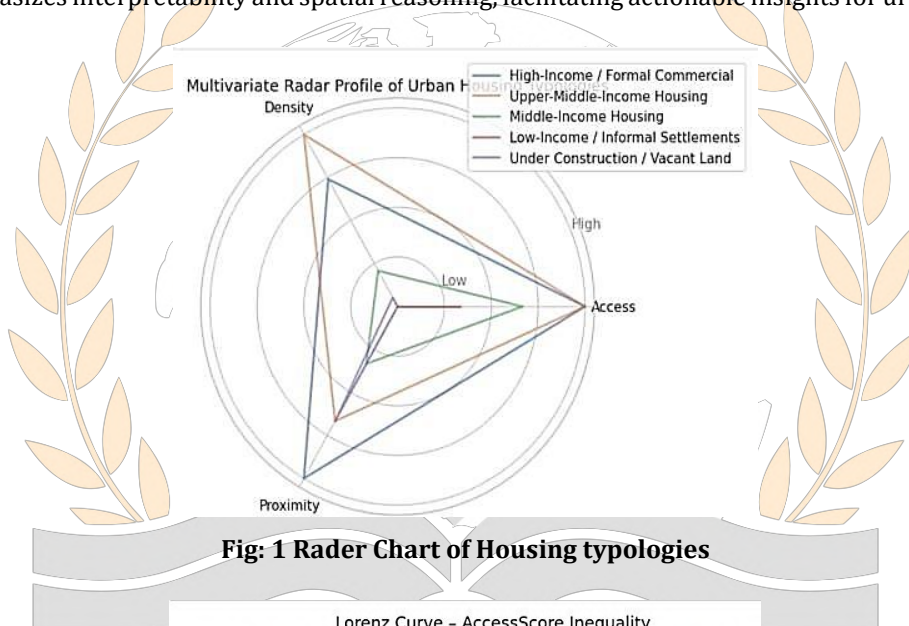 asizes interpretability and spatial reasoning, facilitating actionable insights for ur
Multivariate Radar Profile of Urban Housing Typologies
High-Income / Formal Commercial
Upper-Middle-Income Housing
Middle-Income Housing
Low-Income / Informal Settlements
Under Construction / Vacant Land
Density
High
Low
Access
Proximity
Fig: 1 Rader Chart of Housing typologies
Lorenz Curve – AccessScore Inequality